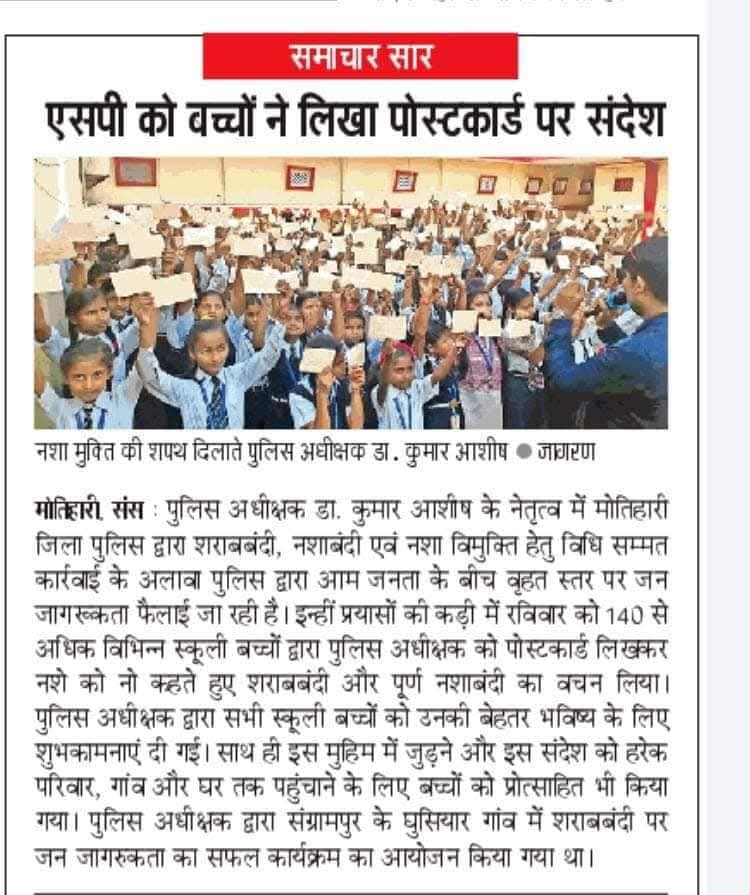 समाचार सार
एसपी को बच्चों ने लिखा पोस्टकार्ड पर संदेश
नशा मुक्ति की शपथ दिलाते पुलिस अधीक्षक डा. कुमार आशीष ● जागरण
मोतिहारी, संस : पुलिस अधीक्षक डा. कुमार आशीष के नेतृत्व में मोतिहारी
जिला पुलिस द्वारा शराबबंदी, नशाबंदी एवं नशा विमुक्ति हेतु विधि सम्मत
कार्रवाई के अलावा पुलिस द्वारा आम जनता के बीच वृहत स्तर पर जन
जागरूकता फैलाई जा रही है। इन्हीं प्रयासों की कड़ी में रविवार को 140 से
अधिक विभिन्न स्कूली बच्चों द्वारा पुलिस अधीक्षक को पोस्टकार्ड लिखकर
नशे को नो कहते हुए शराबबंदी और पूर्ण नशाबंदी का वचन लिया।
पुलिस अधीक्षक द्वारा सभी स्कूली बच्चों को उनकी बेहतर भविष्य के लिए
शुभकामनाएं दी गई। साथ ही इस मुहिम में जुड़ने और इस संदेश को हरेक
परिवार, गांव और घर तक पहुंचाने के लिए बच्चों को प्रोत्साहित भी किया
गया। पुलिस अधीक्षक द्वारा संग्रामपुर के घुसियार गांव में शराबबंदी पर
जन जागरुकता का सफल कार्यक्रम का आयोजन किया गया था।